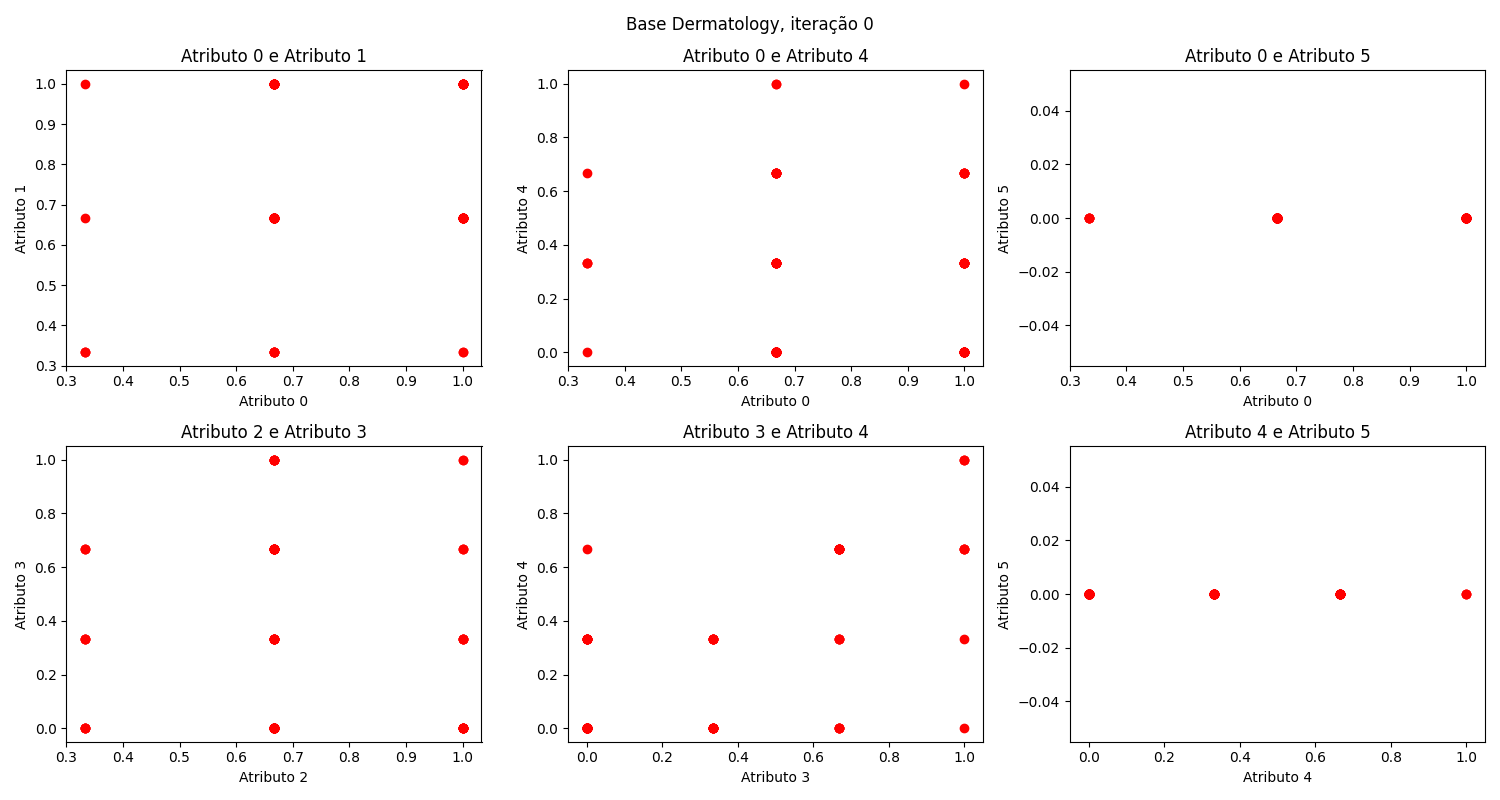 Base Dermatology, iteração 0
Atributo 0 e Atributo 1
1.0
0.9
0.8
0.7
0.6
0.5
0.4
0.3
Atributo 1
0.3 0.4 0.5 0.6 0.7 0.8 0.9 1.0
Atributo 0
Atributo 0 e Atributo 4
1.0
0.8
0.6
0.4
0.2
0.0
Atributo 4
0.3 0.4 0.5 0.6 0.7 0.8 0.9 1.0
Atributo 0
Atributo 0 e Atributo 5
0.04
0.02
0.00
−0.02
−0.04
Atributo 5
0.3 0.4 0.5 0.6 0.7 0.8 0.9 1.0
Atributo 0
Atributo 2 e Atributo 3
1.0
0.8
0.6
0.4
0.2
0.0
Atributo 3
0.3 0.4 0.5 0.6 0.7 0.8 0.9 1.0
Atributo 2
Atributo 3 e Atributo 4
1.0
0.8
0.6
0.4
0.2
0.0
Atributo 4
0.0 0.2 0.4 0.6 0.8 1.0
Atributo 3
Atributo 4 e Atributo 5
0.04
0.02
0.00
−0.02
−0.04
Atributo 5
0.0 0.2 0.4 0.6 0.8 1.0
Atributo 4